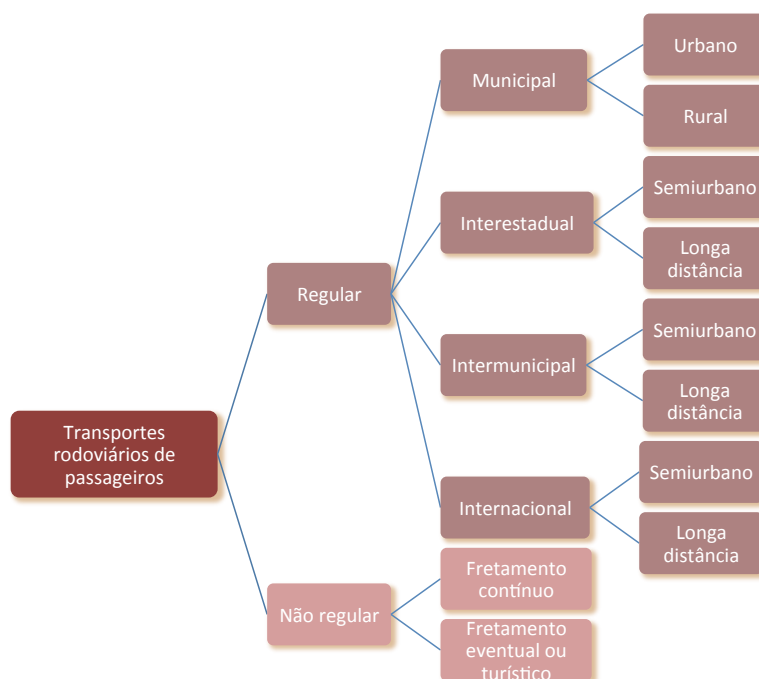 Transportes
rodoviários de
passageiros
Regular
Municipal
Urbano
Rural
Interestadual
Semiurbano
Longa
distância
Intermunicipal
Semiurbano
Longa
distância
Internacional
Semiurbano
Longa
distância
Não regular
Fretamento
contínuo
Fretamento
eventual ou
turístico